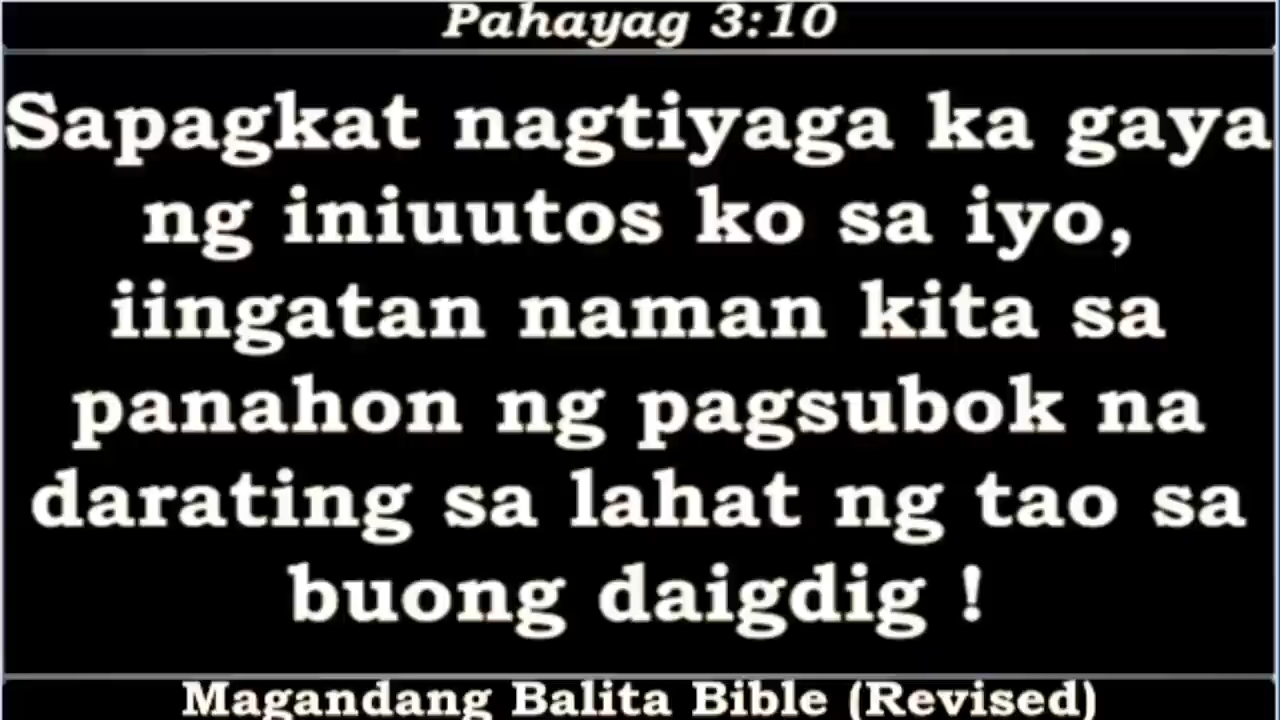 Pahayag 3:10
Sapagkat nagtiyaga ka gaya
ng iniuutos ko sa iyo,
iingatan naman kita sa
panahon ng pagsubok na
darating sa lahat ng tao sa
buong daigdig !
Magandang Balita Bible (Revised)